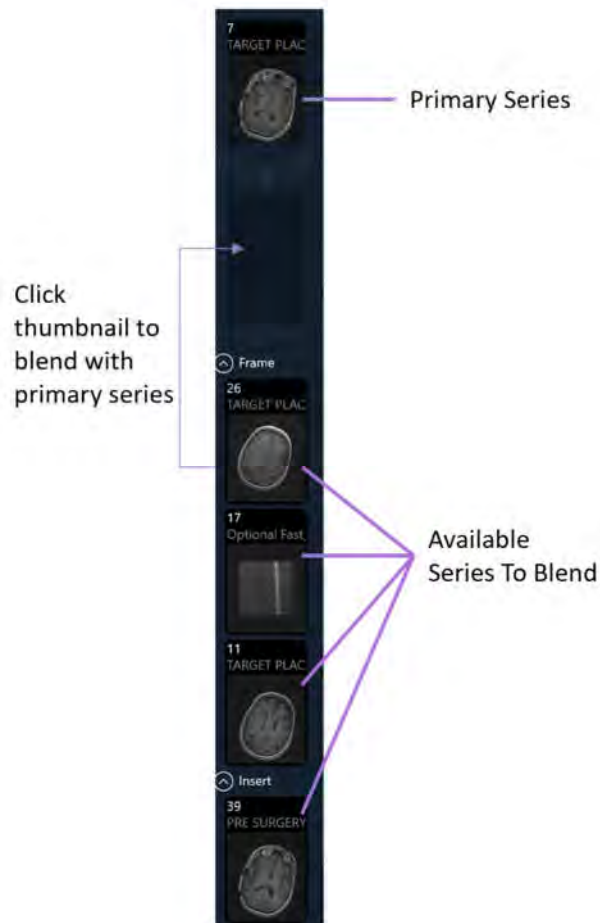 7
TARGET PLAC
Primary Series
Click
thumbnail to
blend with
primary series
Frame
26
TARGET PLAC
17
Optional Fast
Available
Series To Blend
11
TARGET PLAC
Insert
39
PRE SURGERY